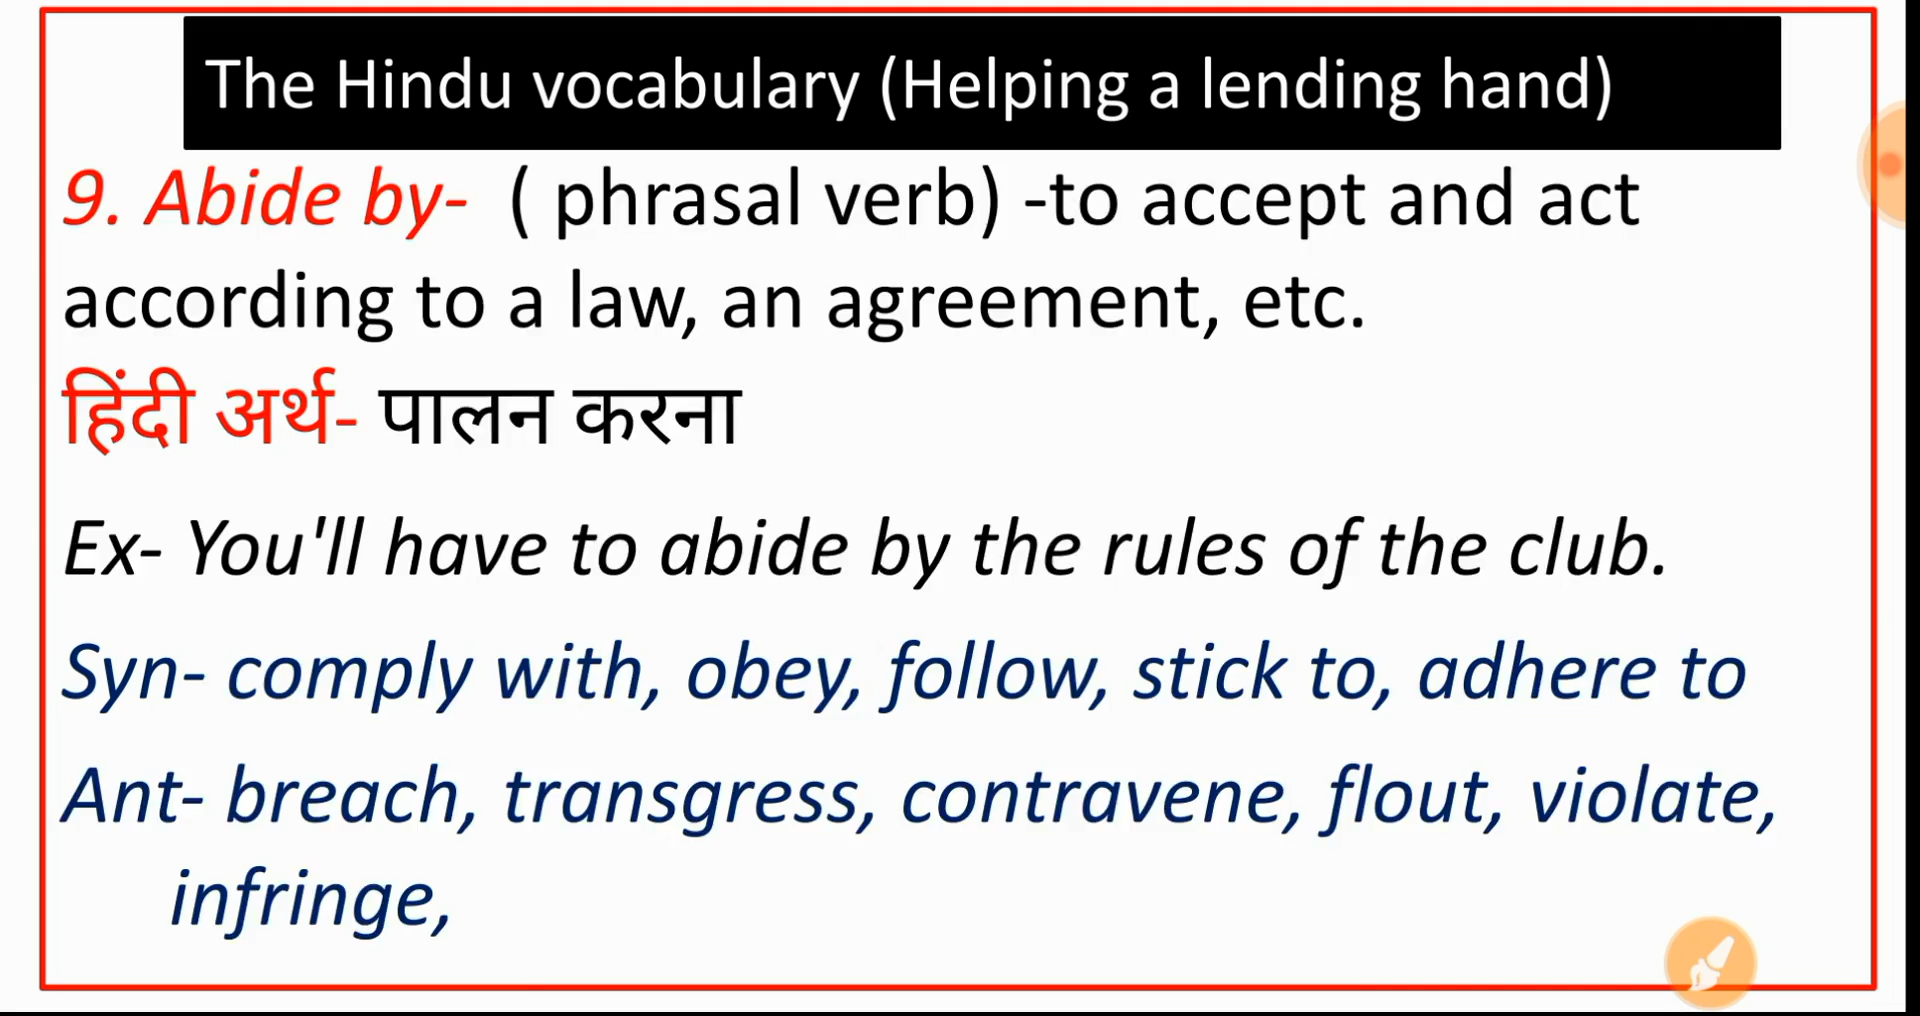 The Hindu vocabulary (Helping a lending hand)
9. Abide by- ( phrasal verb) -to accept and act
according to a law, an agreement, etc.
हिंदी अर्थ- पालन करना
Ex- You'll have to abide by the rules of the club.
Syn- comply with, obey, follow, stick to, adhere to
Ant- breach, transgress, contravene, flout, violate,
infringe,